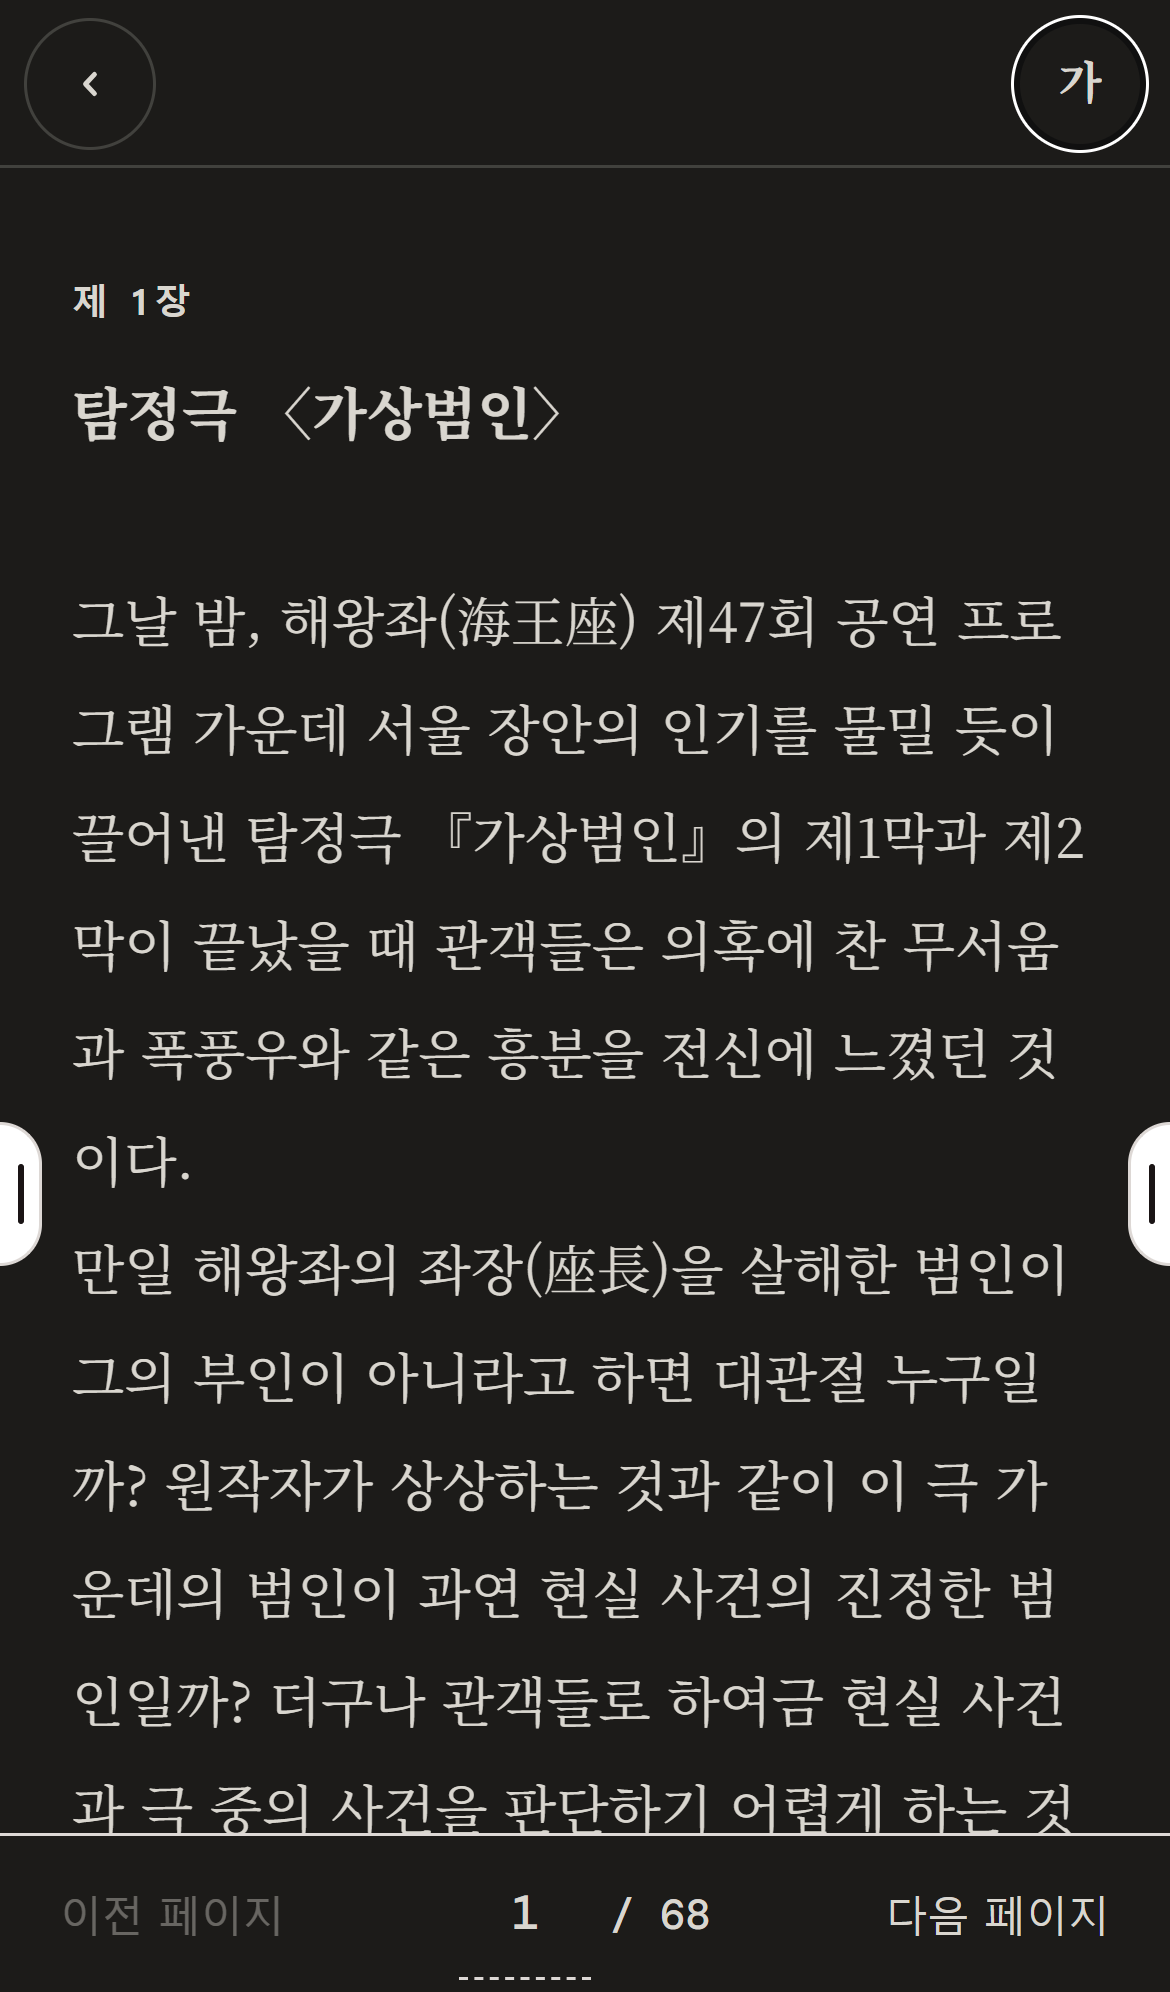 가
제 1장
탐정극 〈가상범인〉
그날 밤, 해왕좌(海王座) 제47회 공연 프로
그램 가운데 서울 장안의 인기를 물밀 듯이
끌어낸 탐정극 『가상범인』의 제1막과 제2
막이 끝났을 때 관객들은 의혹에 찬 무서움
과 폭풍우와 같은 흥분을 전신에 느꼈던 것
이다.
만일 해왕좌의 좌장(座長)을 살해한 범인이
그의 부인이 아니라고 하면 대관절 누구일
까? 원작자가 상상하는 것과 같이 이 극 가
운데의 범인이 과연 현실 사건의 진정한 범
인일까? 더구나 관객들로 하여금 현실 사건
과 극 중의 사건을 판단하기 어렵게 하는 것
이전 페이지 1 / 68 다음 페이지